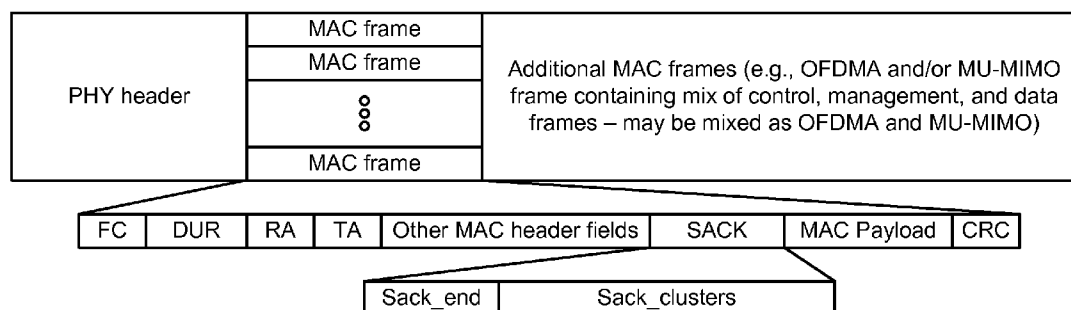 PHY header
MAC frame
MAC frame
MAC frame
Additional MAC frames (e.g., OFDMA and/or MU-MIMO
frame containing mix of control, management, and data
frames – may be mixed as OFDMA and MU-MIMO)
FC DUR RA TA Other MAC header fields SACK MAC Payload CRC
Sack_end Sack_clusters